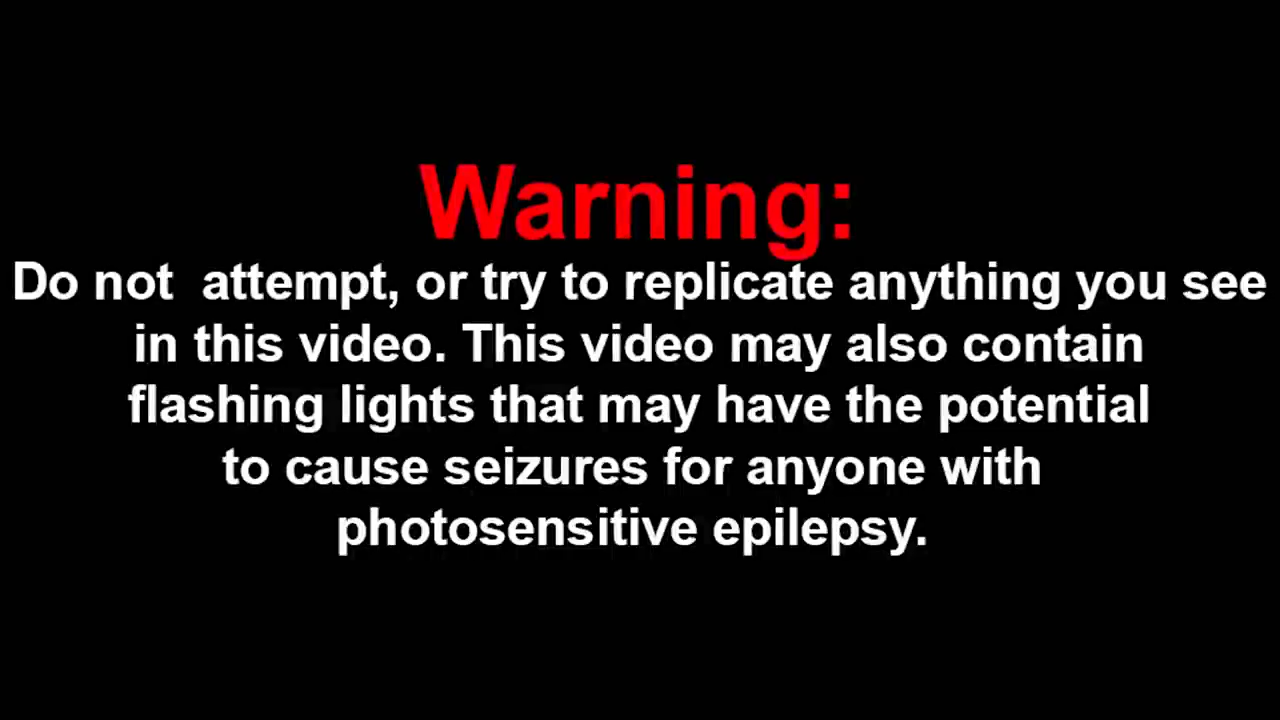 Warning:
Do not  attempt, or try to replicate anything you see
in this video. This video may also contain
flashing lights that may have the potential
to cause seizures for anyone with
photosensitive epilepsy.